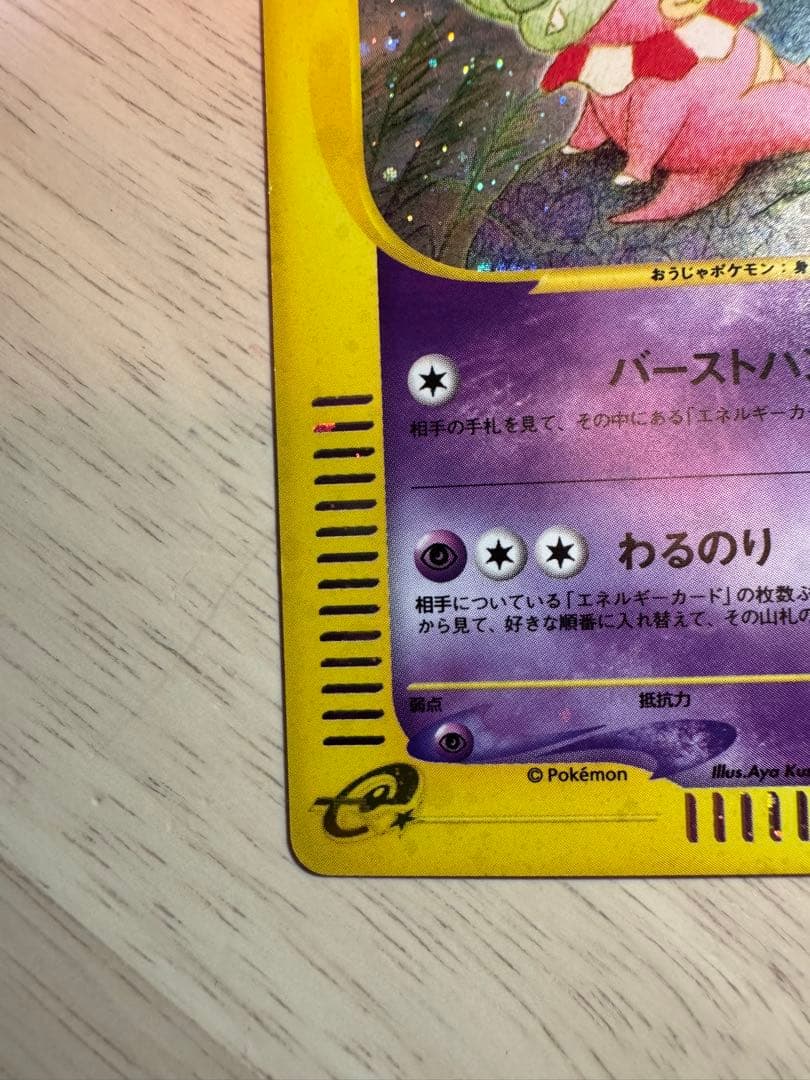 おうじゃポケモン：身
バーストハン
相手の手札を見て、その中にある「エネルギーカー
わるのり
相手についている「エネルギーカード」の枚数ぶ
から見て、好きな順番に入れ替えて、その山札の
弱点 抵抗力
© Pokémon Illus.Aya Ku
e